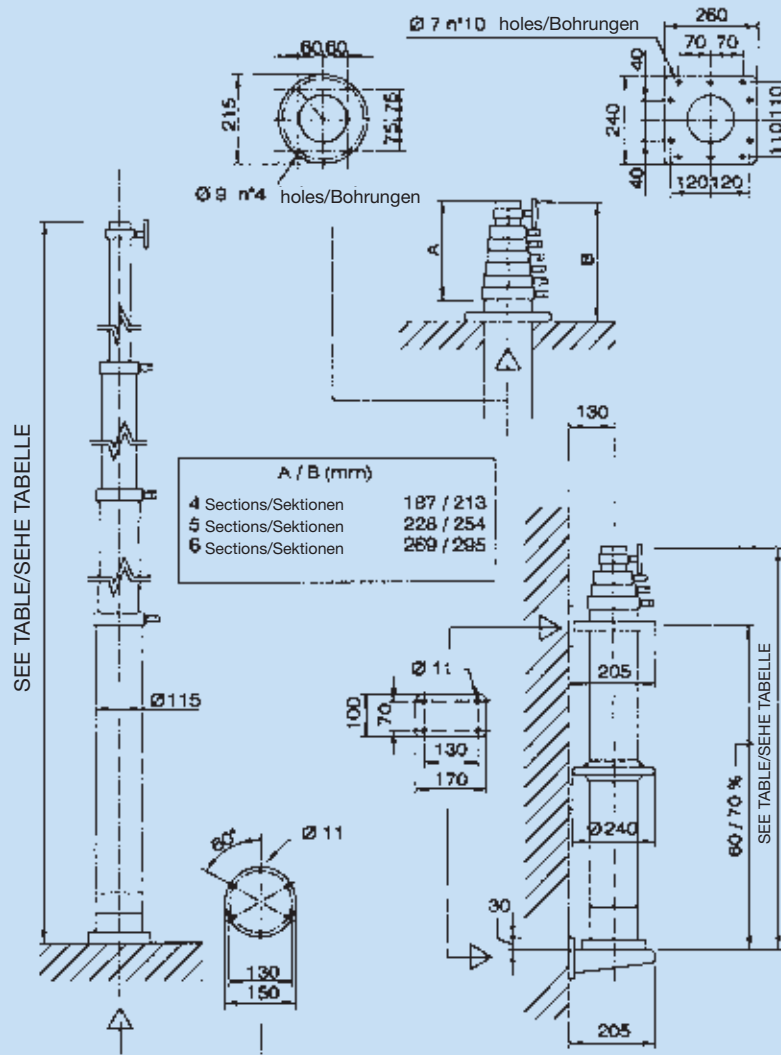 Ø 7 n°10 holes/Bohrungen
260
70 70
40
240
110 110
40
120 120
60 60
215
75 75
Ø 9 n°4 holes/Bohrungen
A
B
130
SEE TABLE/SEHE TABELLE
A / B (mm)
4 Sections/Sektionen 187 / 213
5 Sections/Sektionen 228 / 254
6 Sections/Sektionen 269 / 295
Ø115
Ø 11
100
70
130
170
205
Ø240
60 / 70 %
SEE TABLE/SEHE TABELLE
60°
Ø 11
130
150
30
205